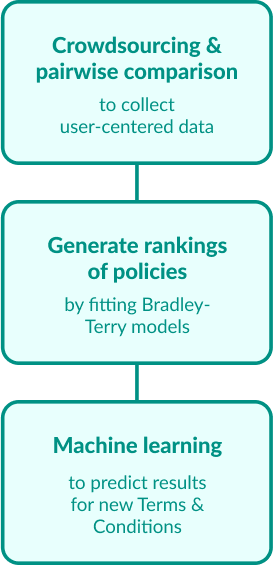 Crowdsourcing &
pairwise comparison
to collect
user-centered data
Generate rankings
of policies
by fitting Bradley-
Terry models
Machine learning
to predict results
for new Terms &
Conditions